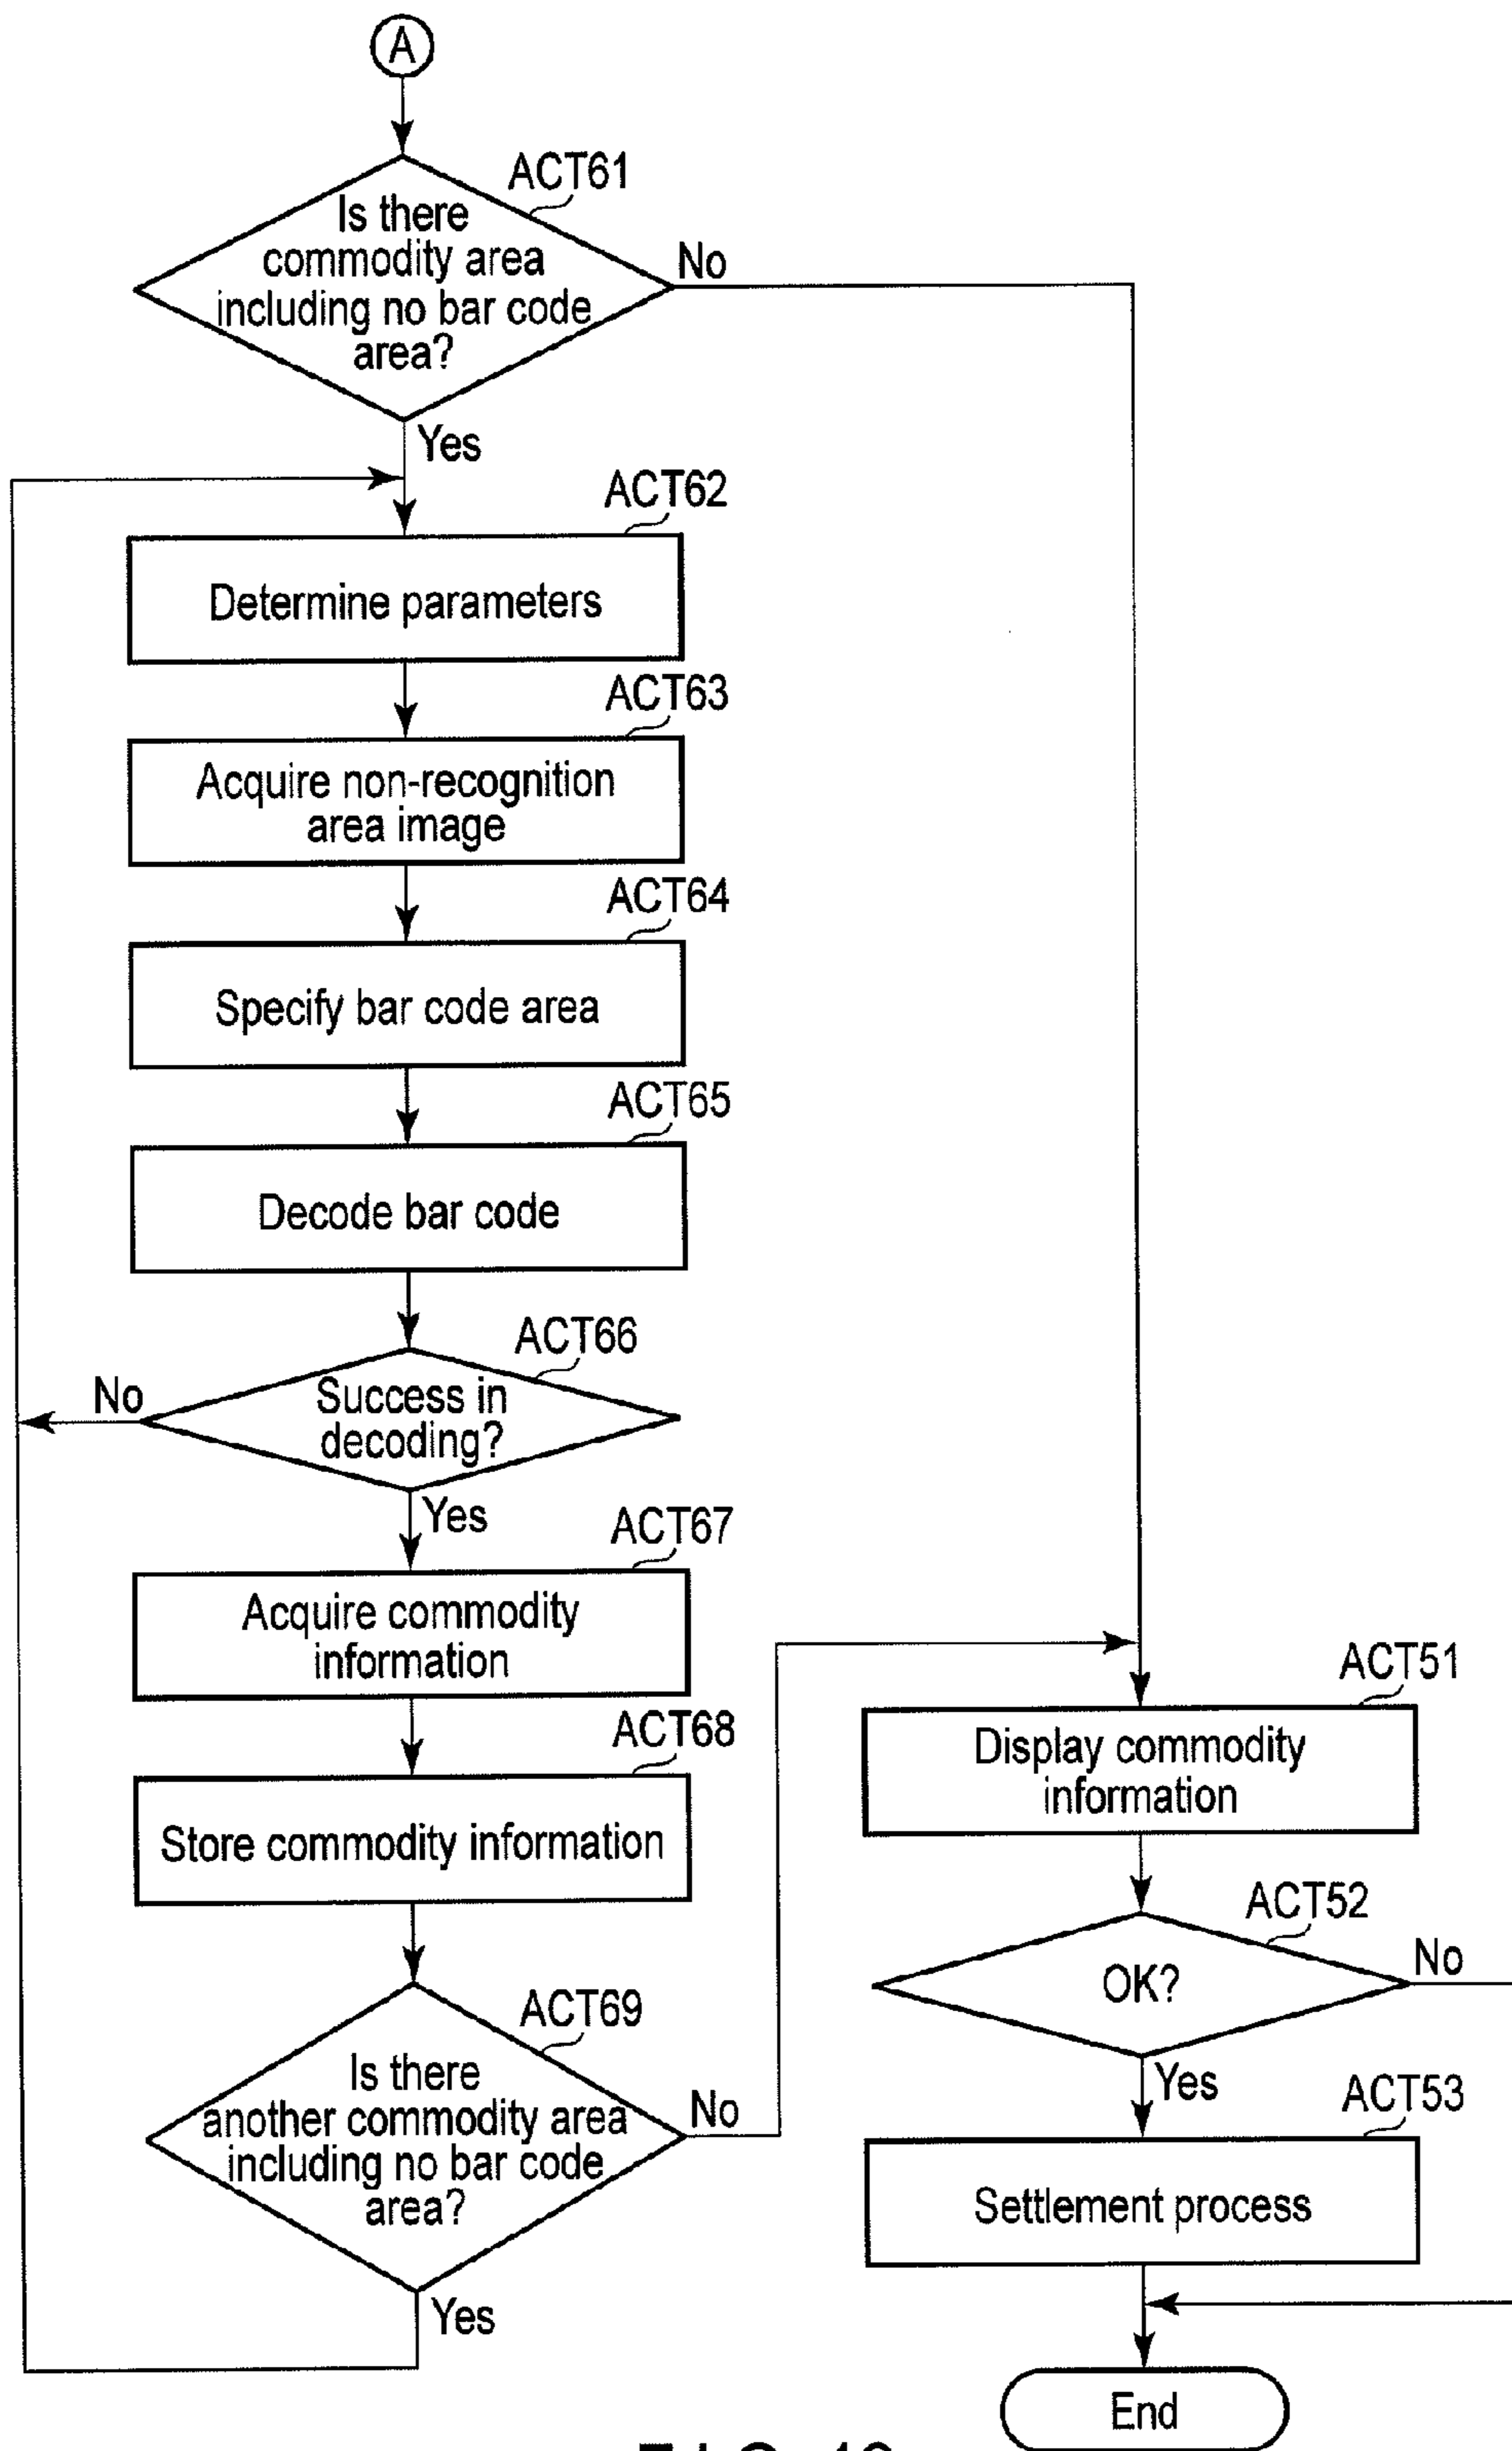 A
ACT61
Is there
commodity area
including no bar code
area?
No
Yes
ACT62
Determine parameters
ACT63
Acquire non-recognition
area image
ACT64
Specify bar code area
ACT65
Decode bar code
ACT66
Success in
decoding?
No
Yes
ACT67
Acquire commodity
information
ACT68
Store commodity information
ACT69
Is there
another commodity area
including no bar code
area?
No
Yes
ACT51
Display commodity
information
ACT52
OK?
No
Yes
ACT53
Settlement process
End